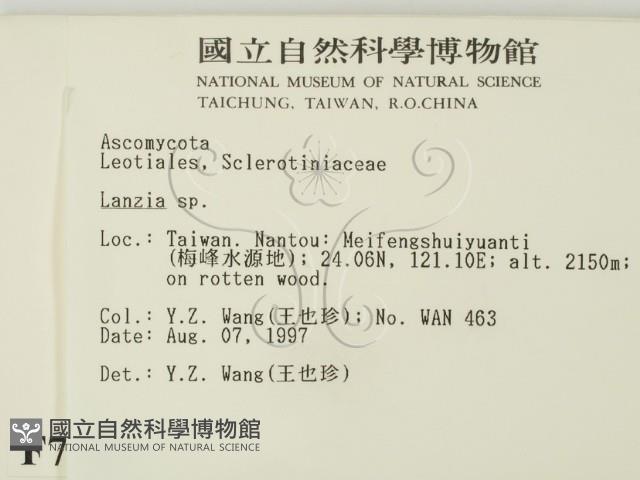 國立自然科學博物館
NATIONAL MUSEUM OF NATURAL SCIENCE
TAICHUNG, TAIWAN, R.O.CHINA
Ascomycota
Leotiales, Sclerotiniaceae
Lanzia sp.
Loc.: Taiwan. Nantou: Meifengshuiyuanti
(梅峰水源地); 24.06N, 121.10E; alt. 2150m;
on rotten wood.
Col.: Y.Z. Wang(王也珍); No. WAN 463
Date: Aug. 07, 1997
Det.: Y.Z. Wang(王也珍)
國立自然科學博物館
NATIONAL MUSEUM OF NATURAL SCIENCE